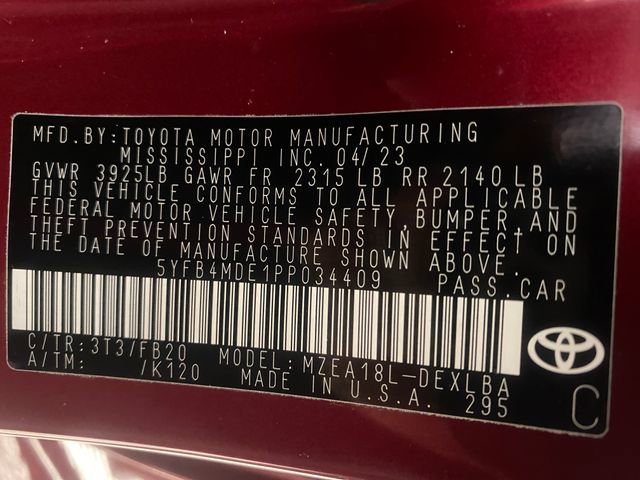 MFD.BY:TOYOTA MOTOR MANUFACTURING
MISSISSIPPI INC. 04/23
GVWR 3925LB GAWR FR 2315 LB RR 2140 LB
THIS VEHICLE CONFORMS TO ALL APPLICABLE
FEDERAL MOTOR VEHICLE SAFETY,BUMPER,AND
THEFT PREVENTION STANDARDS IN EFFECT ON
THE DATE OF MANUFACTURE SHOWN ABOVE.
5YFB4MDE1PP034409 PASS.CAR
C/TR:3T3/FB20 MODEL:MZEA18L-DEXLBA
A/TM: /K120 MADE IN U.S.A. 295
C